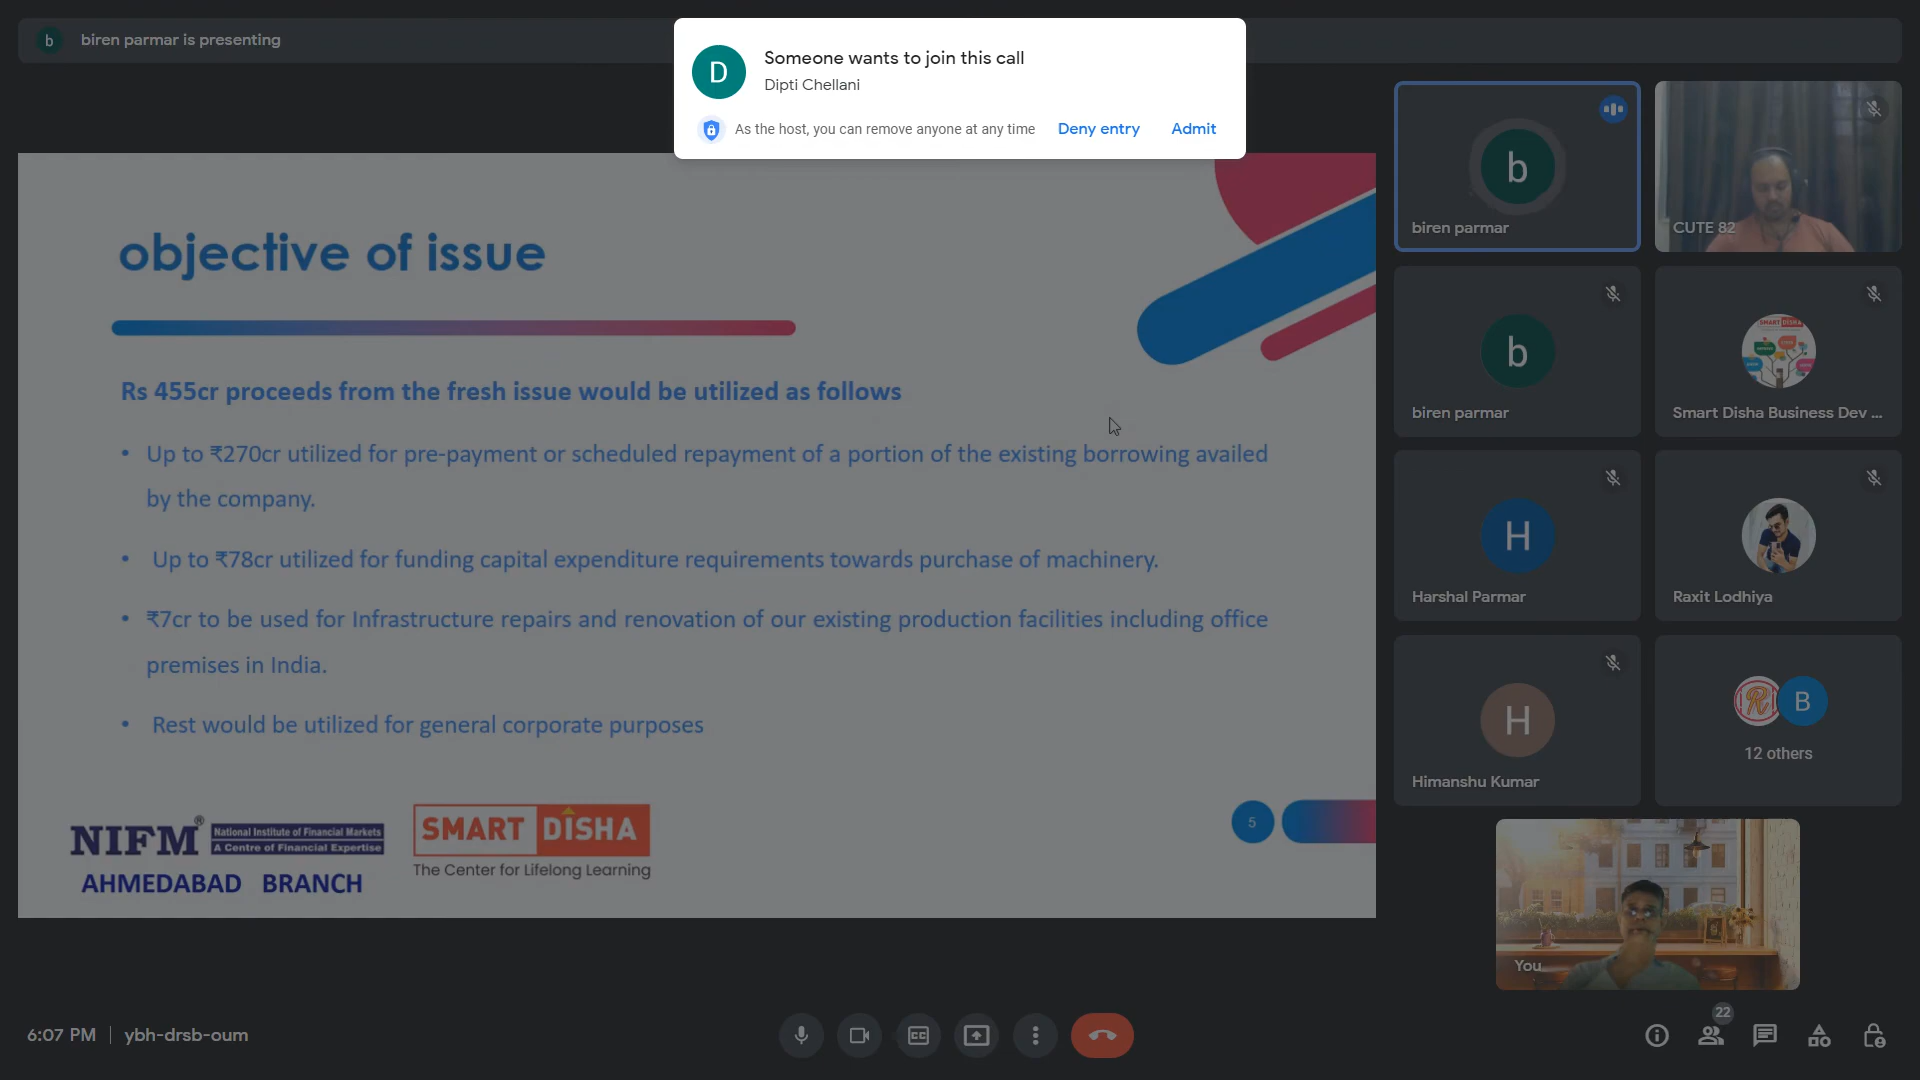 b biren parmar is presenting
D
Someone wants to join this call
Dipti Chellani
As the host, you can remove anyone at any time Deny entry Admit
objective of issue
Rs 455cr proceeds from the fresh issue would be utilized as follows
• Up to ₹270cr utilized for pre-payment or scheduled repayment of a portion of the existing borrowing availed
by the company.
• Up to ₹78cr utilized for funding capital expenditure requirements towards purchase of machinery.
• ₹7cr to be used for Infrastructure repairs and renovation of our existing production facilities including office
premises in India.
• Rest would be utilized for general corporate purposes
NIFM®
National Institute of Financial Markets
A Centre of Financial Expertise
AHMEDABAD BRANCH
SMART DISHA
The Center for Lifelong Learning
5
b
biren parmar
CUTE 82
b
biren parmar
SMART DISHA
Smart Disha Business Dev ...
H
Harshal Parmar
Raxit Lodhiya
H
Himanshu Kumar
R B
12 others
You
6:07 PM | ybh-drsb-oum
CC
22